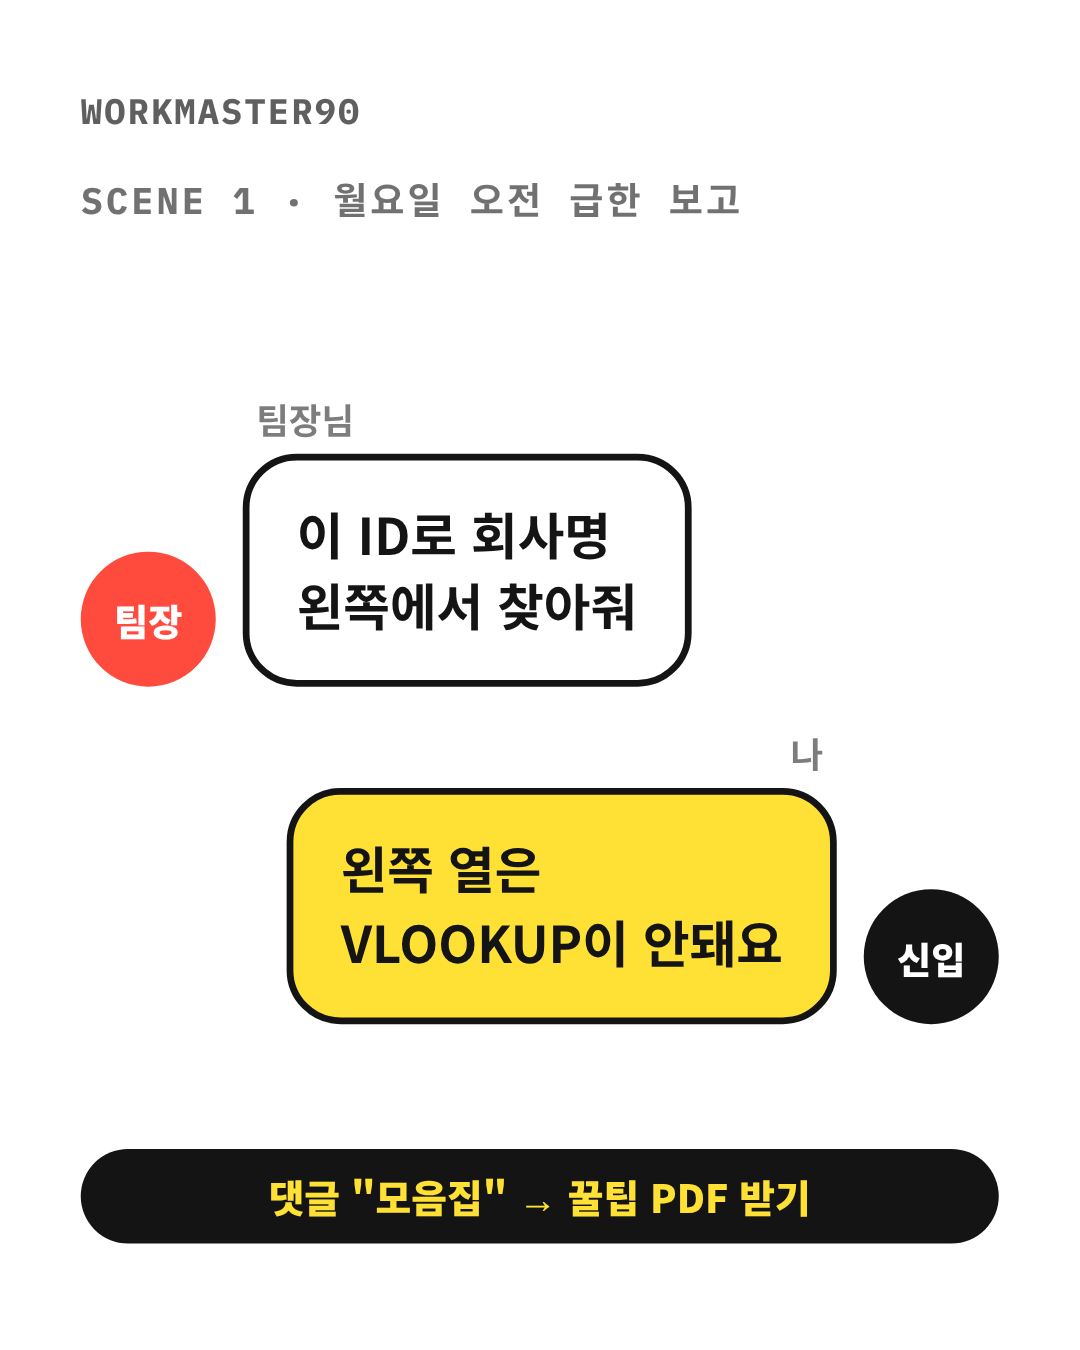 WORKMASTER90
SCENE 1 · 월요일 오전 급한 보고
팀장님
이 ID로 회사명
왼쪽에서 찾아줘
팀장
나
왼쪽 열은
VLOOKUP이 안돼요
신입
댓글 "모음집" → 꿀팁 PDF 받기